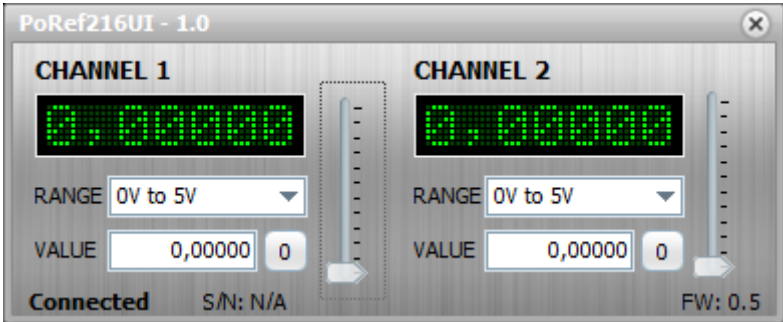 PoRef216UI - 1.0
CHANNEL 1
0,00000
RANGE 0V to 5V
VALUE 0,00000 0
CHANNEL 2
0,00000
RANGE 0V to 5V
VALUE 0,00000 0
Connected S/N: N/A FW: 0.5